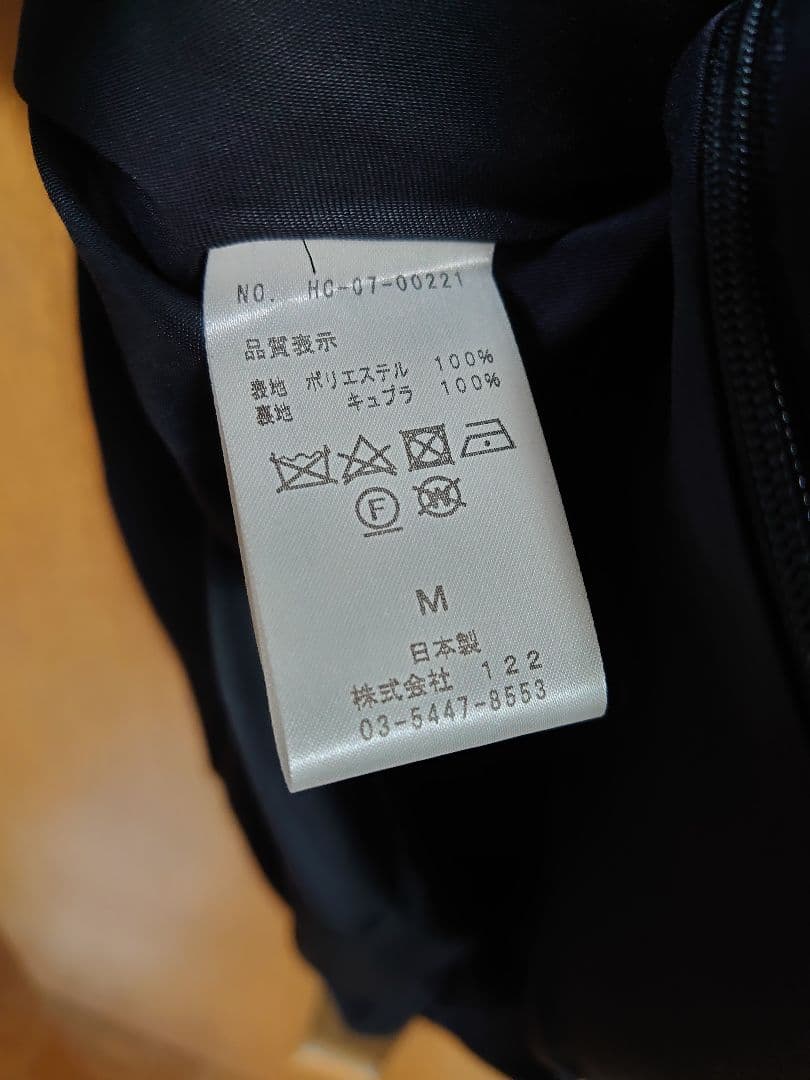 NO. HC-07-00221
品質表示
表地 ポリエステル 100%
裏地 キュプラ 100%
F W
M
日本製
株式会社 122
03-5447-8553